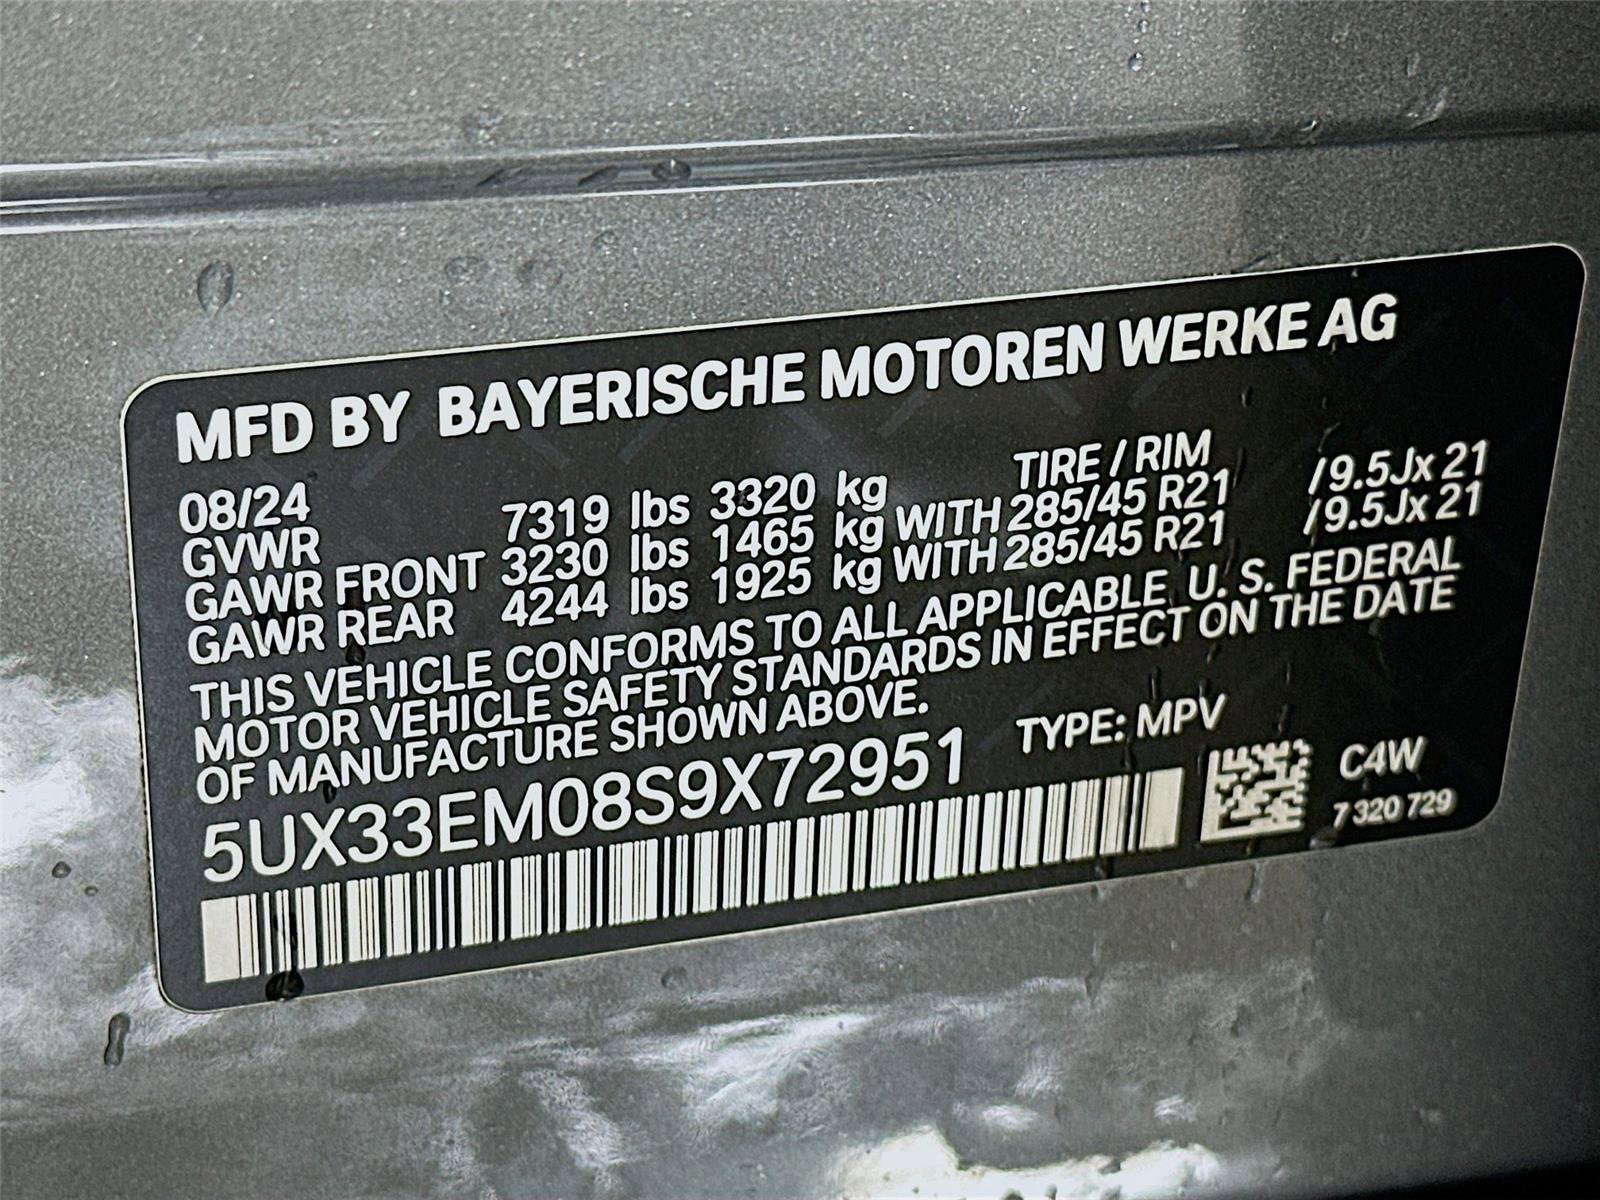 MFD BY BAYERISCHE MOTOREN WERKE AG
08/24 TIRE / RIM
GVWR 7319 lbs 3320 kg
GAWR FRONT 3230 lbs 1465 kg WITH 285/45 R21 /9.5Jx 21
GAWR REAR 4244 lbs 1925 kg WITH 285/45 R21 /9.5Jx 21
THIS VEHICLE CONFORMS TO ALL APPLICABLE U. S. FEDERAL
MOTOR VEHICLE SAFETY STANDARDS IN EFFECT ON THE DATE
OF MANUFACTURE SHOWN ABOVE.
5UX33EM08S9X72951 TYPE: MPV
C4W
7 320 729